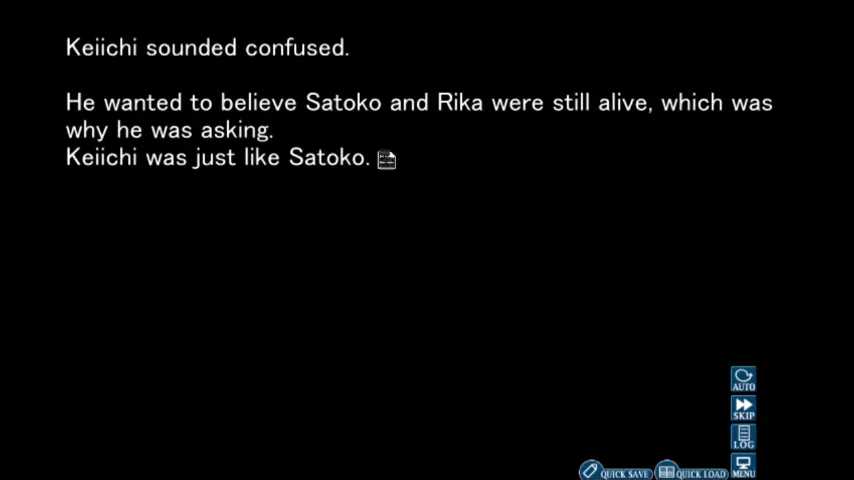 Keiichi sounded confused.
He wanted to believe Satoko and Rika were still alive, which was
why he was asking.
Keiichi was just like Satoko.
AUTO
SKIP
LOG
MENU
QUICK SAVE
QUICK LOAD